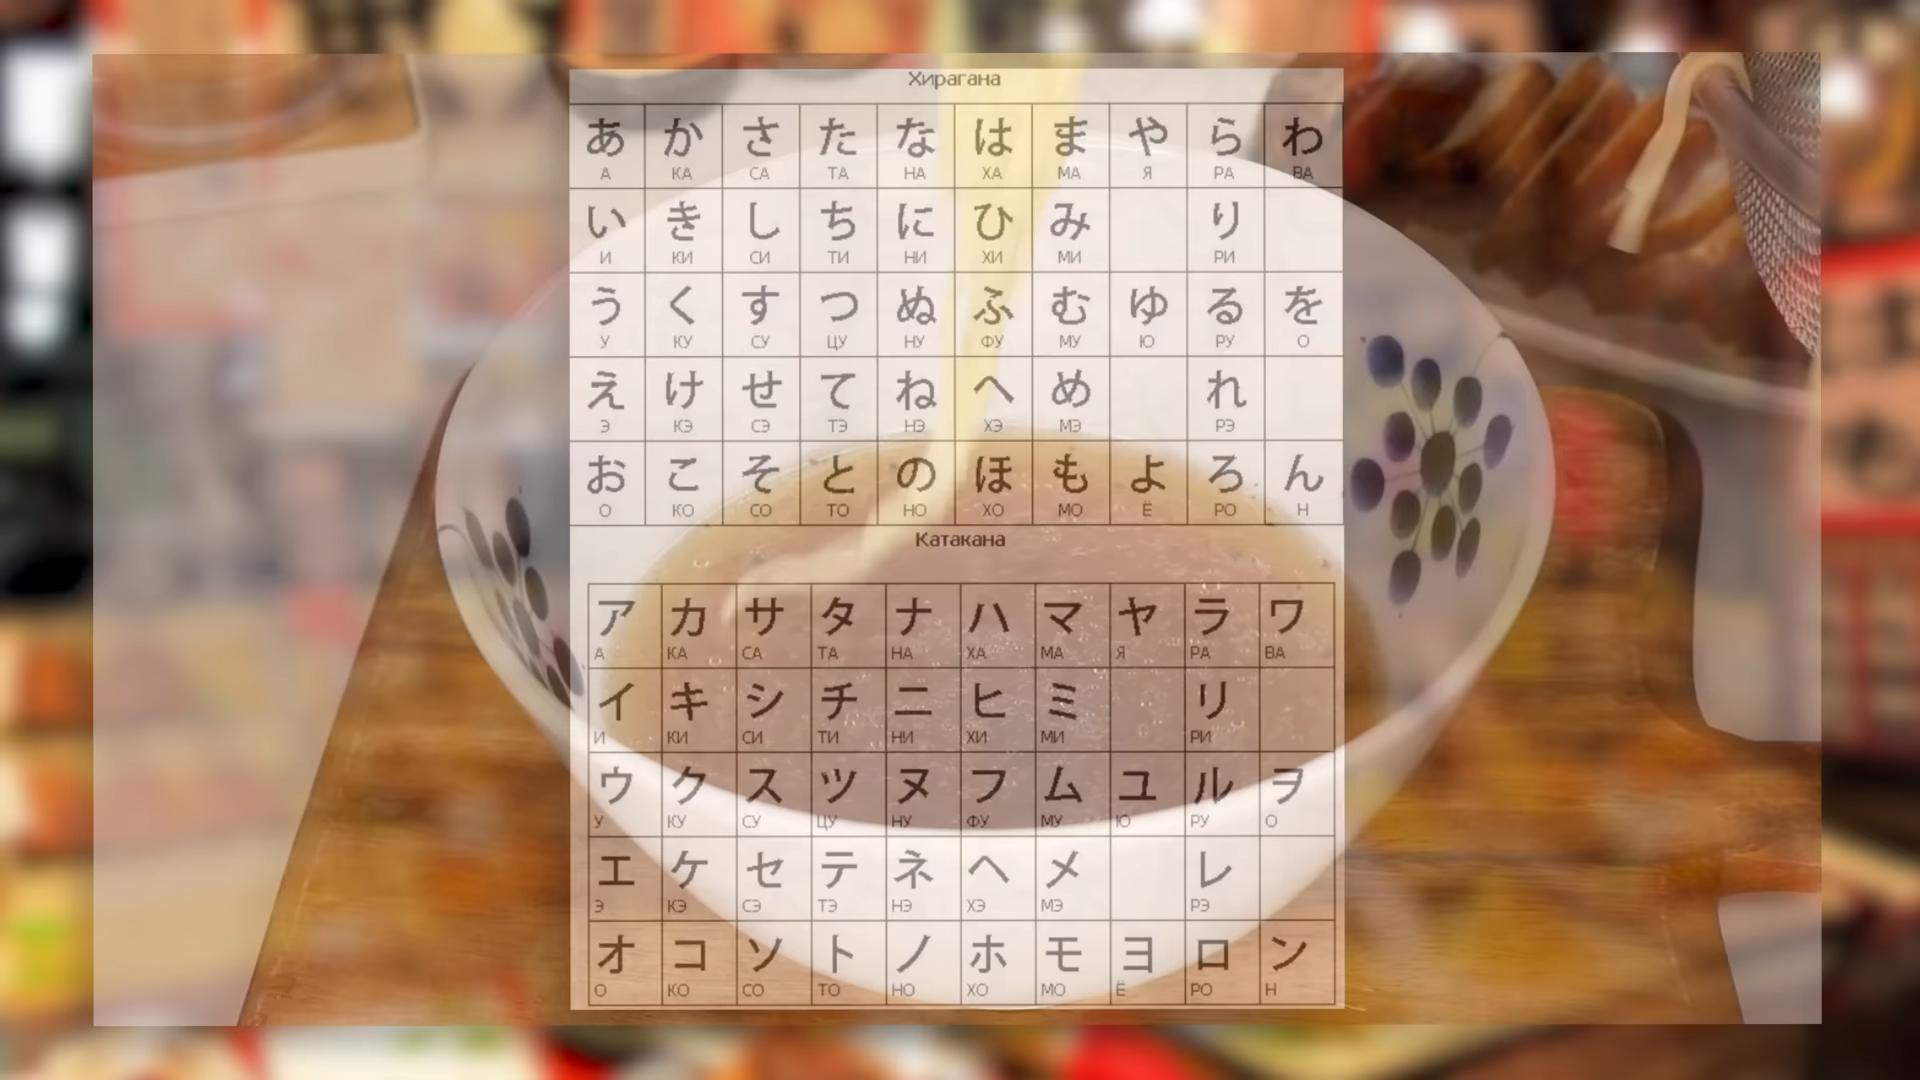 Хирагана
あ か さ た な は ま や ら わ
А КА СА ТА НА ХА МА Я РА ВА
い き し ち に ひ み り
И КИ СИ ТИ НИ ХИ МИ РИ
う く す つ ぬ ふ む ゆ る を
У КУ СУ ЦУ НУ ФУ МУ Ю РУ О
え け せ て ね へ め れ
Э КЭ СЭ ТЭ НЭ ХЭ МЭ РЭ
お こ そ と の ほ も よ ろ ん
О КО СО ТО НО ХО МО Ё РО Н
Катакана
ア カ サ タ ナ ハ マ ヤ ラ ワ
А КА СА ТА НА ХА МА Я РА ВА
イ キ シ チ ニ ヒ ミ リ
И КИ СИ ТИ НИ ХИ МИ РИ
ウ ク ス ツ ヌ フ ム ユ ル ヲ
У КУ СУ ЦУ НУ ФУ МУ Ю РУ О
エ ケ セ テ ネ ヘ メ レ
Э КЭ СЭ ТЭ НЭ ХЭ МЭ РЭ
オ コ ソ ト ノ ホ モ ヨ ロ ン
О КО СО ТО НО ХО МО Ё РО Н